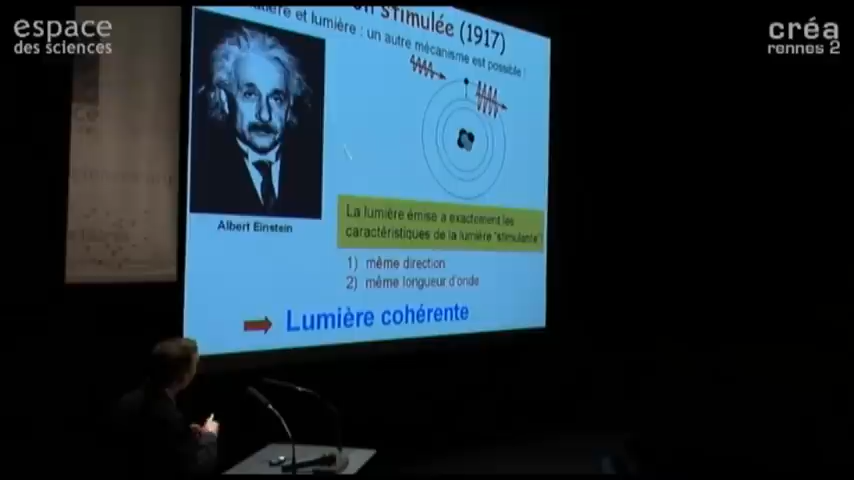 espace
des sciences
créa
rennes 2
stimulée (1917)
et lumière : un autre mécanisme est possible !
Albert Einstein
La lumière émise a exactement les
caractéristiques de la lumière "stimulante" !
1) même direction
2) même longueur d'onde
Lumière cohérente